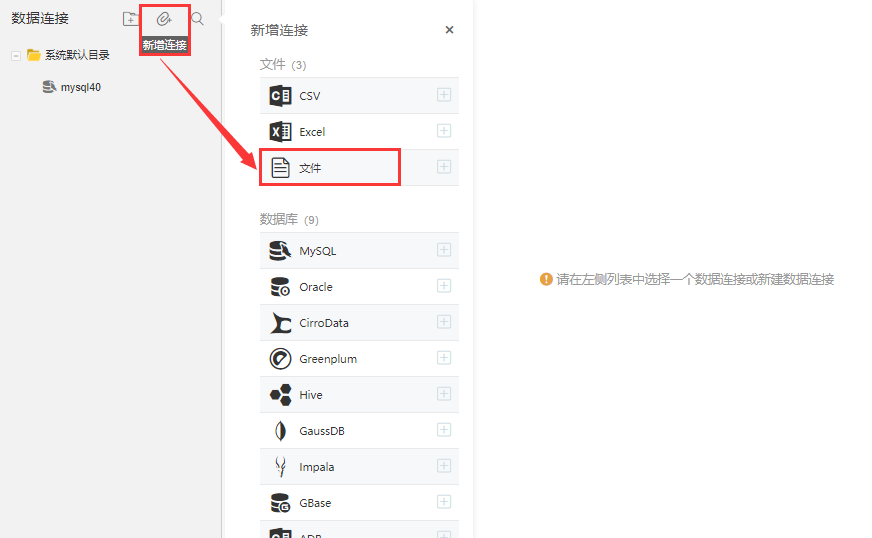 数据连接
新增连接
系统默认目录
mysql40
新增连接
文件 (3)
CSV
Excel
文件
数据库 (9)
MySQL
Oracle
CirroData
Greenplum
Hive
GaussDB
Impala
GBase
ADB
请在左侧列表中选择一个数据连接或新建数据连接